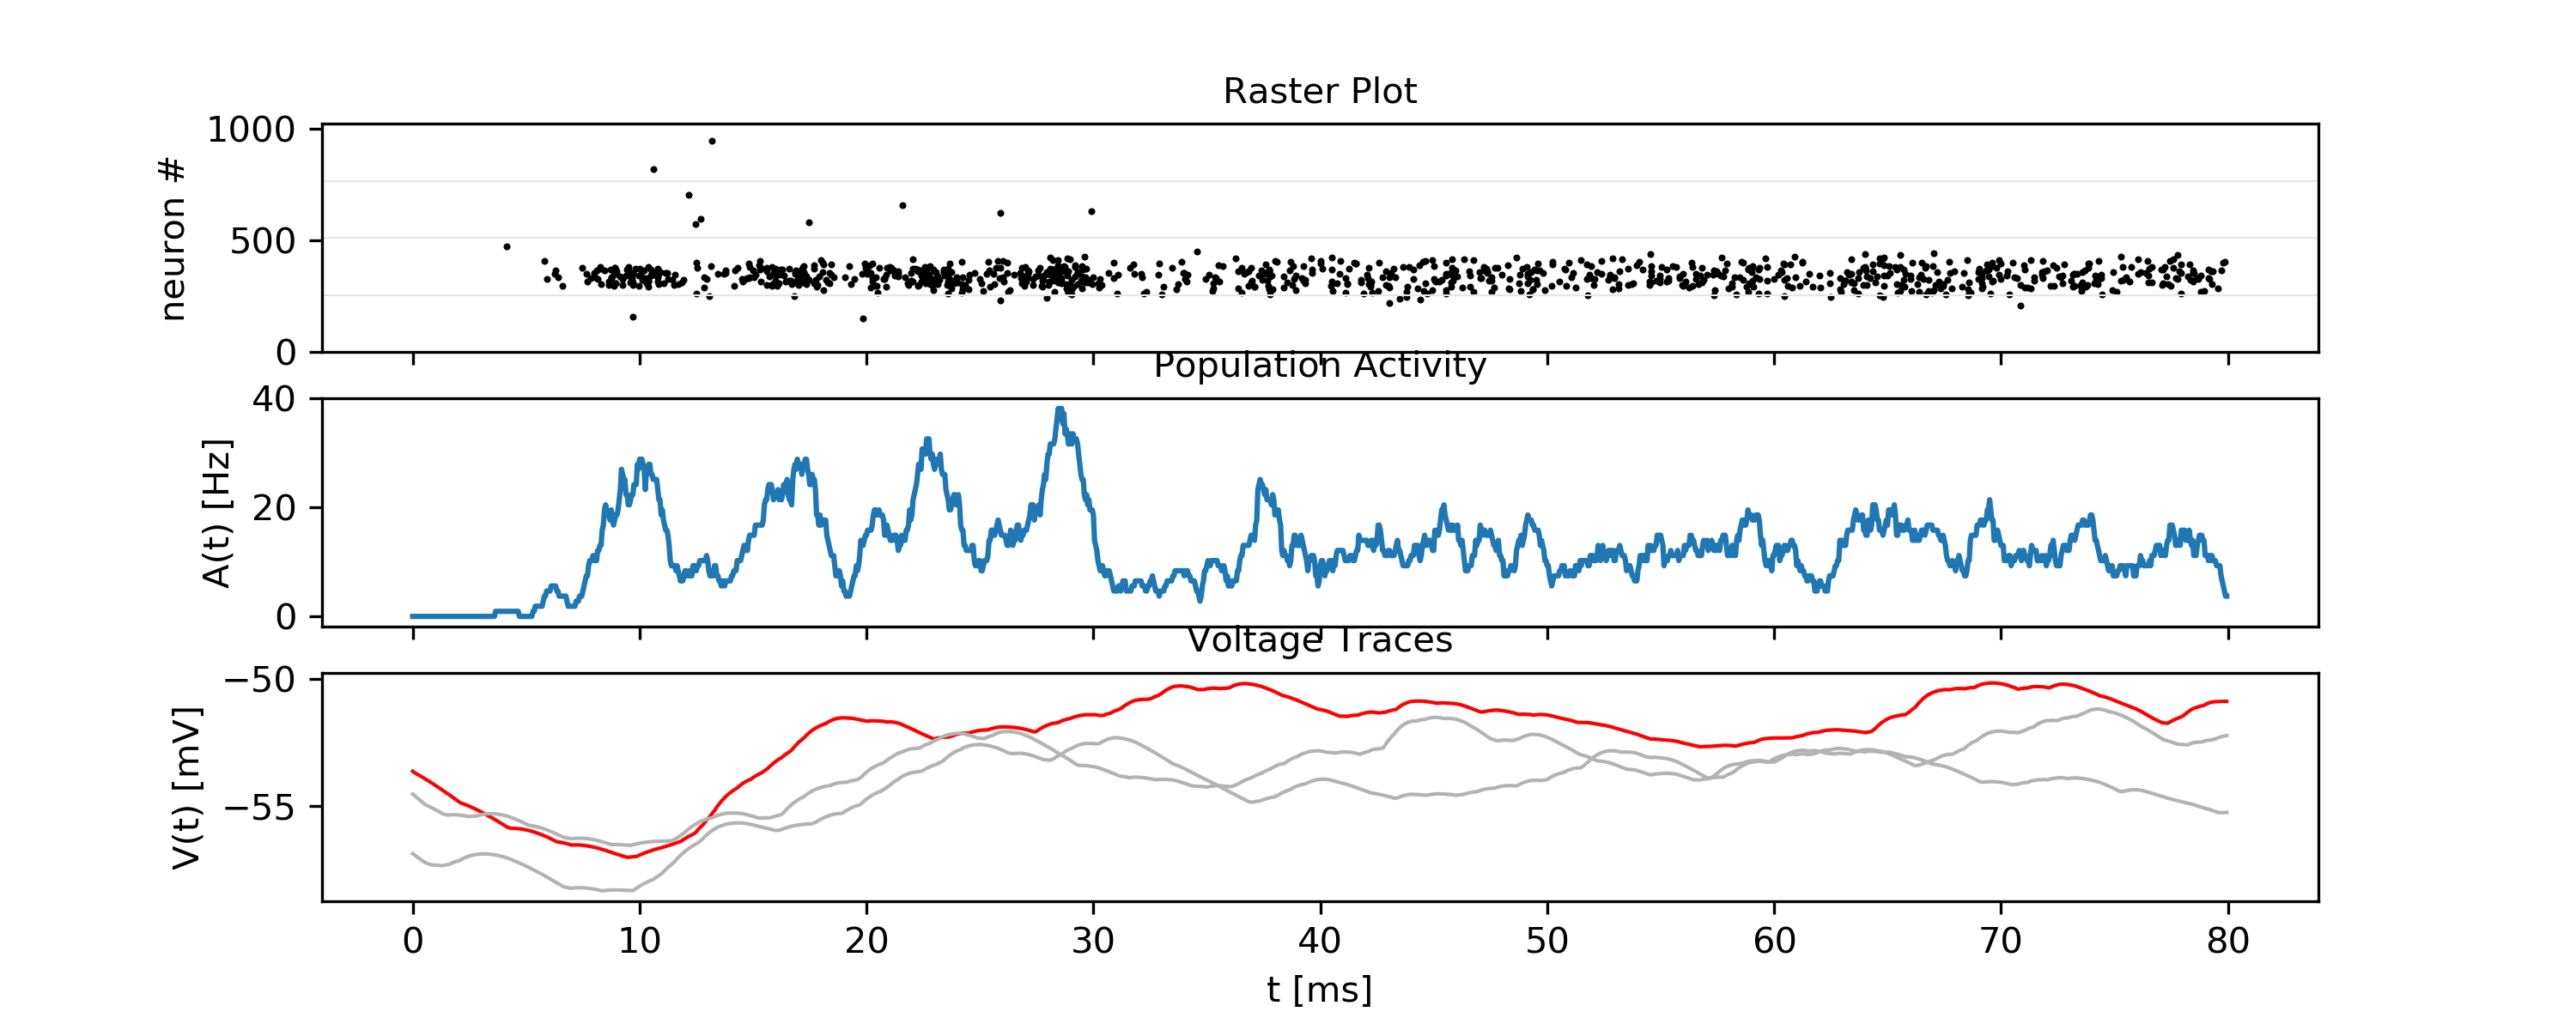 Raster Plot
1000
500
0
neuron #
Population Activity
40
20
0
A(t) [Hz]
Voltage Traces
−50
−55
V(t) [mV]
0 10 20 30 40 50 60 70 80
t [ms]